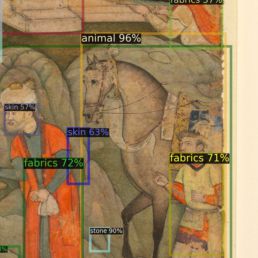 fabrics 57%
animal 96%
skin 57%
skin 63%
fabrics 72%
fabrics 71%
stone 90%